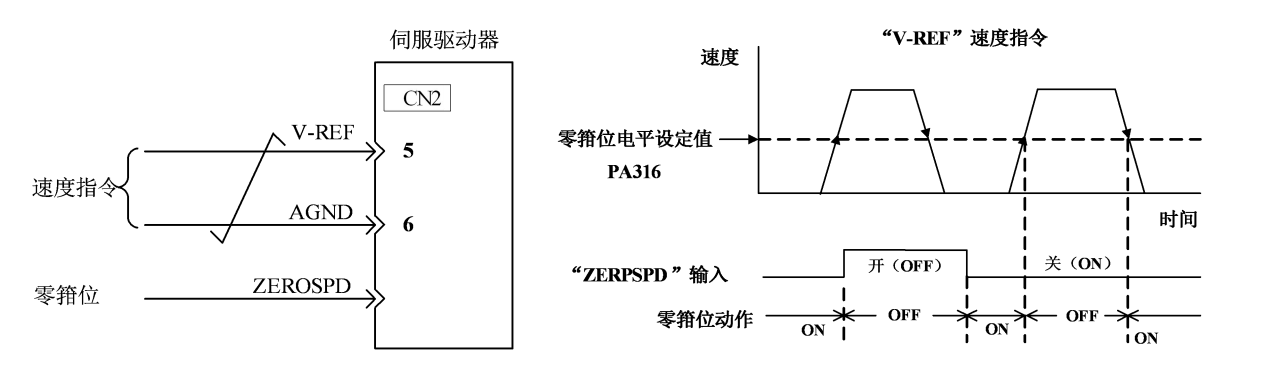 伺服驱动器
CN2
V-REF
5
速度指令
AGND
6
零箝位
ZEROSPD
“V-REF”速度指令
速度
零箝位电平设定值
PA316
时间
“ZERPSPD”输入
开（OFF）
关（ON）
零箝位动作
ON
OFF
ON
OFF
ON